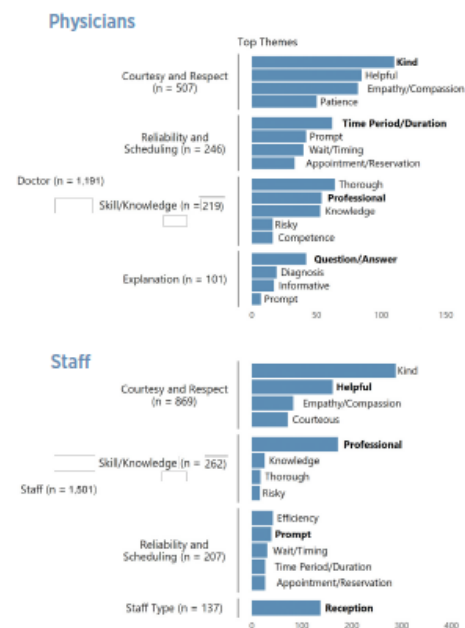 Physicians
Top Themes
Courtesy and Respect
(n = 507)
Kind
Helpful
Empathy/Compassion
Patience
Reliability and
Scheduling (n = 246)
Time Period/Duration
Prompt
Wait/Timing
Appointment/Reservation
Doctor (n = 1,191)
Skill/Knowledge (n = 219)
Thorough
Professional
Knowledge
Risky
Competence
Explanation (n = 101)
Question/Answer
Diagnosis
Informative
Prompt
0 50 100 150
Staff
Courtesy and Respect
(n = 869)
Kind
Helpful
Empathy/Compassion
Courteous
Skill/Knowledge (n = 262)
Professional
Knowledge
Thorough
Risky
Staff (n = 1,501)
Reliability and
Scheduling (n = 207)
Efficiency
Prompt
Wait/Timing
Time Period/Duration
Appointment/Reservation
Staff Type (n = 137)
Reception
0 100 200 300 400